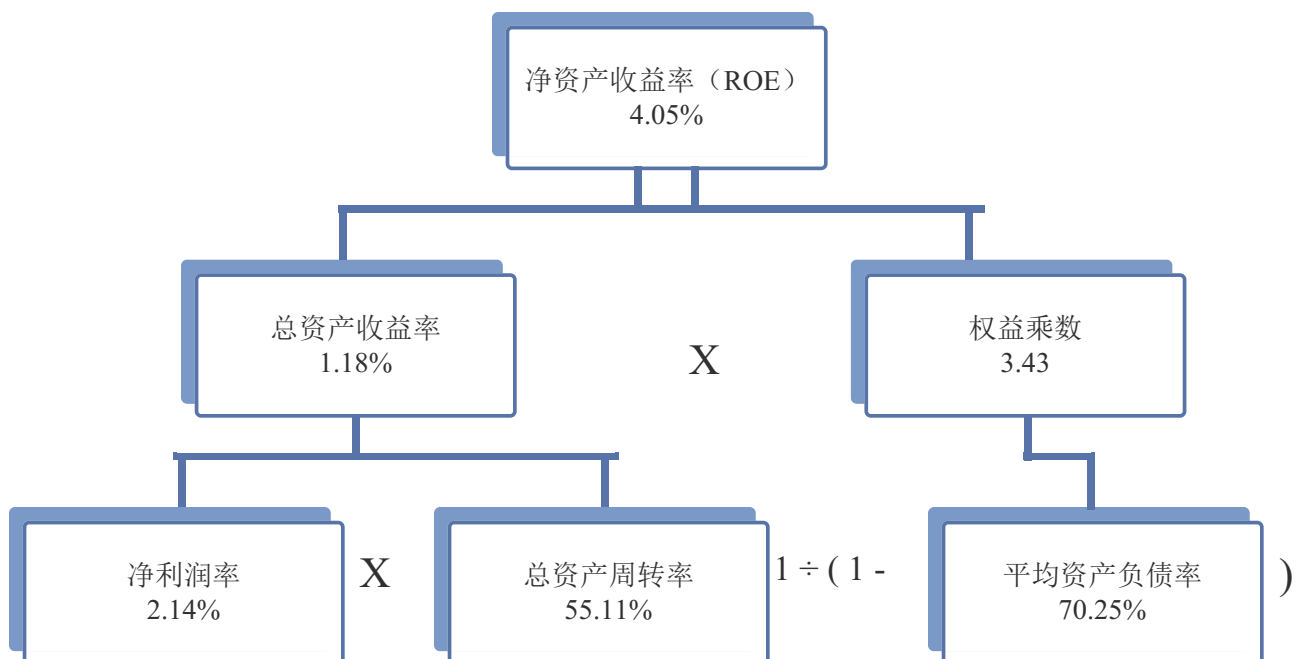 净资产收益率（ROE）
4.05%
总资产收益率
1.18%
X
权益乘数
3.43
净利润率
2.14%
X
总资产周转率
55.11%
1 ÷ ( 1 -
平均资产负债率
70.25%
)